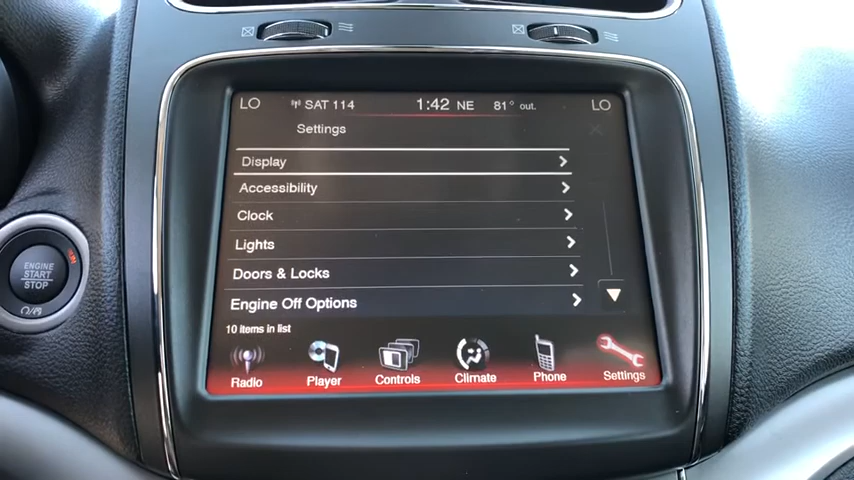 LO SAT 114 1:42 NE 81° out. LO
Settings
Display
Accessibility
Clock
Lights
Doors & Locks
Engine Off Options
10 items in list
Radio Player Controls Climate Phone Settings
ENGINE
START
STOP